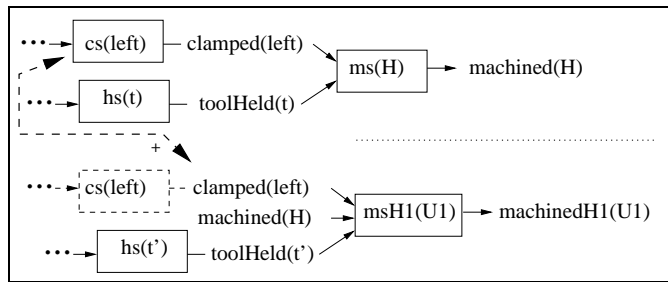 ••• cs(left) clamped(left)
ms(H) machined(H)
••• hs(t) toolHeld(t)
+
••• cs(left) clamped(left)
machined(H) msH1(U1) machinedH1(U1)
••• hs(t’) toolHeld(t’)